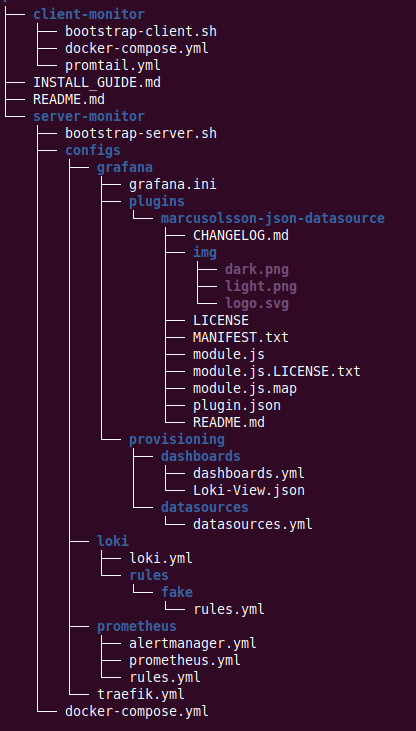 client-monitor
bootstrap-client.sh
docker-compose.yml
promtail.yml
INSTALL_GUIDE.md
README.md
server-monitor
bootstrap-server.sh
configs
grafana
grafana.ini
plugins
marcusolsson-json-datasource
CHANGELOG.md
img
dark.png
light.png
logo.svg
LICENSE
MANIFEST.txt
module.js
module.js.LICENSE.txt
module.js.map
plugin.json
README.md
provisioning
dashboards
dashboards.yml
Loki-View.json
datasources
datasources.yml
loki
loki.yml
rules
fake
rules.yml
prometheus
alertmanager.yml
prometheus.yml
rules.yml
traefik.yml
docker-compose.yml